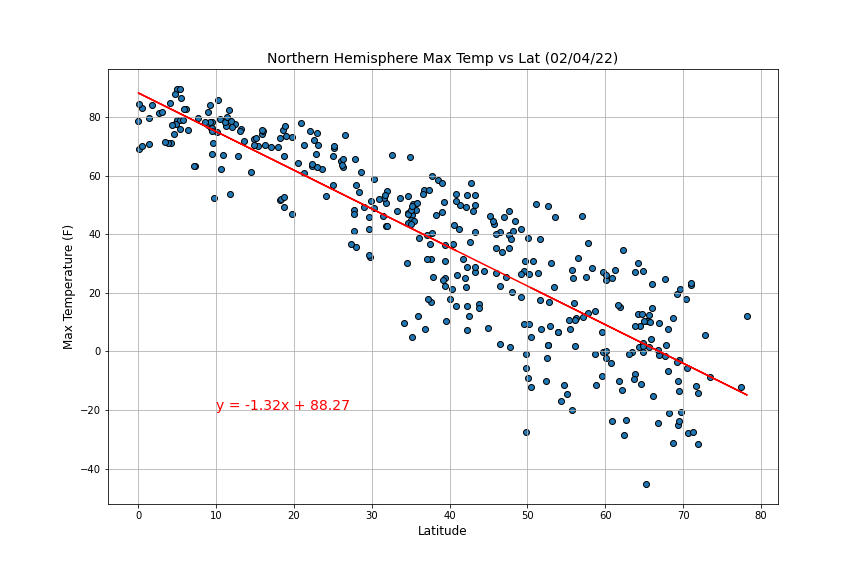 Northern Hemisphere Max Temp vs Lat (02/04/22)
Max Temperature (F)
80
60
40
20
0
−20
−40
y = -1.32x + 88.27
0 10 20 30 40 50 60 70 80
Latitude